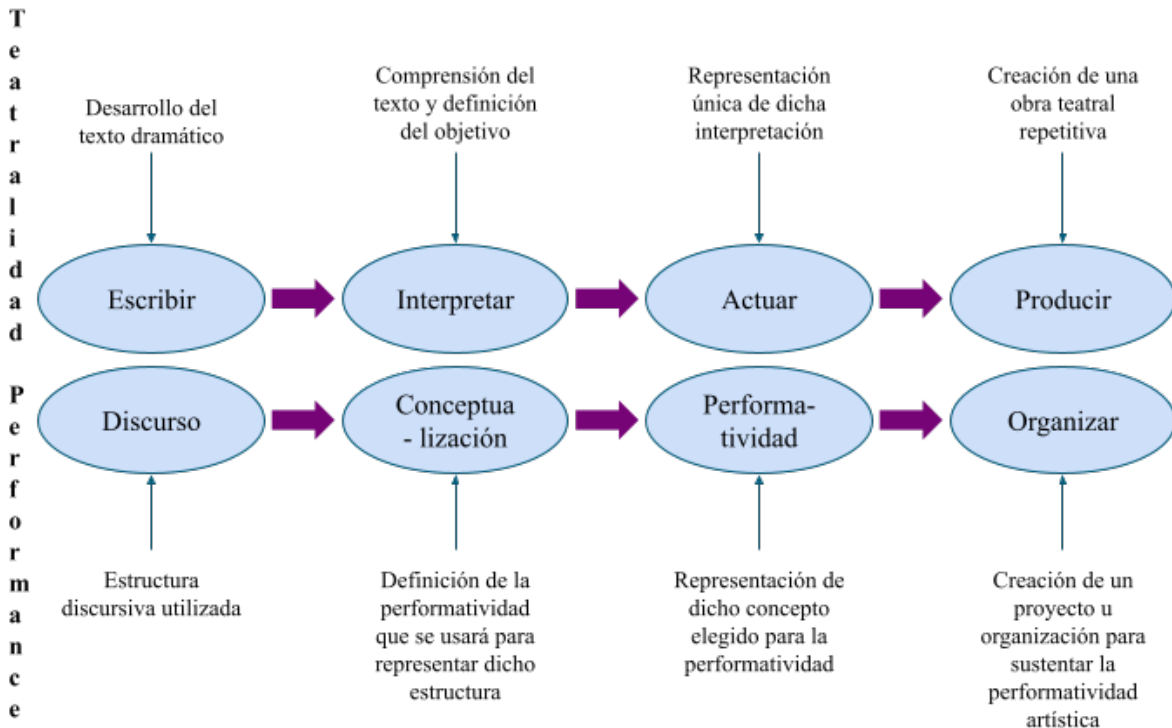 Teatralidad
Comprensión del
texto y definición
del objetivo
Representación
única de dicha
interpretación
Creación de una
obra teatral
repetitiva
Desarrollo del
texto dramático
Escribir
Interpretar
Actuar
Producir
Performance
Discurso
Conceptua
- lización
Performa-
tividad
Organizar
Estructura
discursiva utilizada
Definición de la
performatividad
que se usará para
representar dicho
estructura
Representación de
dicho concepto
elegido para la
performatividad
Creación de un
proyecto u
organización para
sustentar la
performatividad
artística